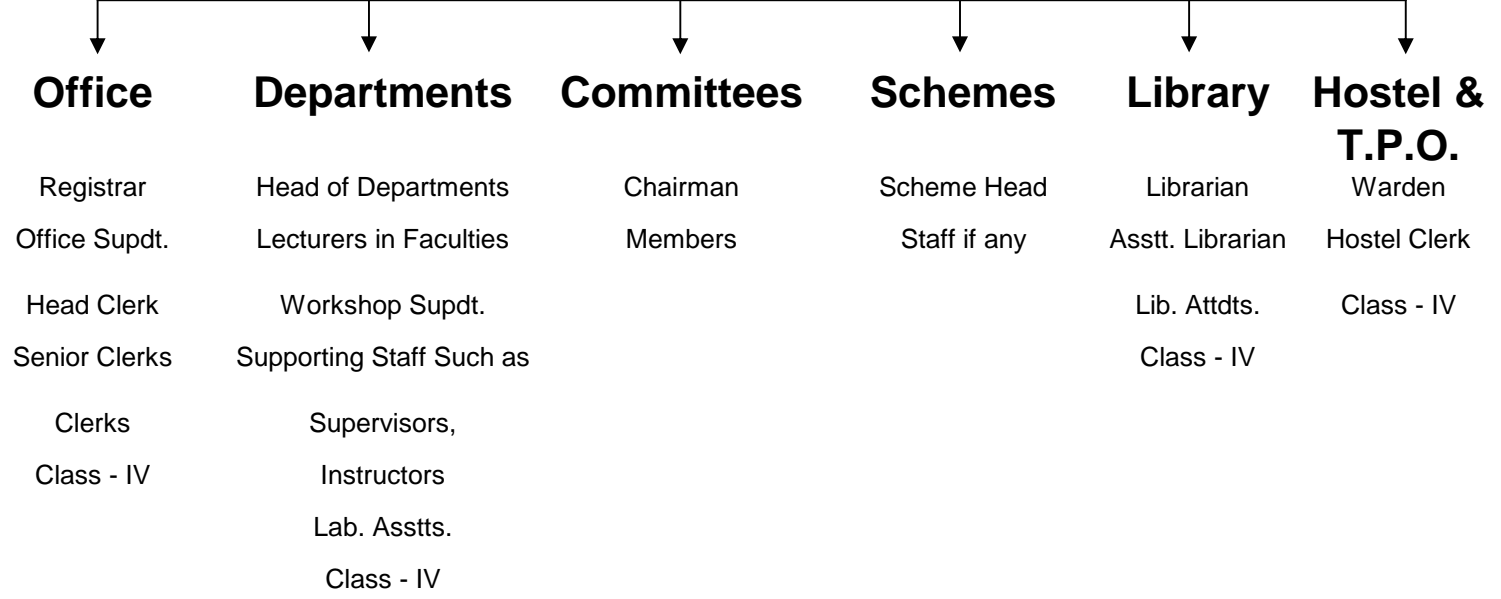 Office
Registrar
Office Supdt.
Head Clerk
Senior Clerks
Clerks
Class - IV
Departments
Head of Departments
Lecturers in Faculties
Workshop Supdt.
Supporting Staff Such as
Supervisors,
Instructors
Lab. Asstts.
Class - IV
Committees
Chairman
Members
Schemes
Scheme Head
Staff if any
Library
Librarian
Asstt. Librarian
Lib. Attdts.
Class - IV
Hostel &
T.P.O.
Warden
Hostel Clerk
Class - IV